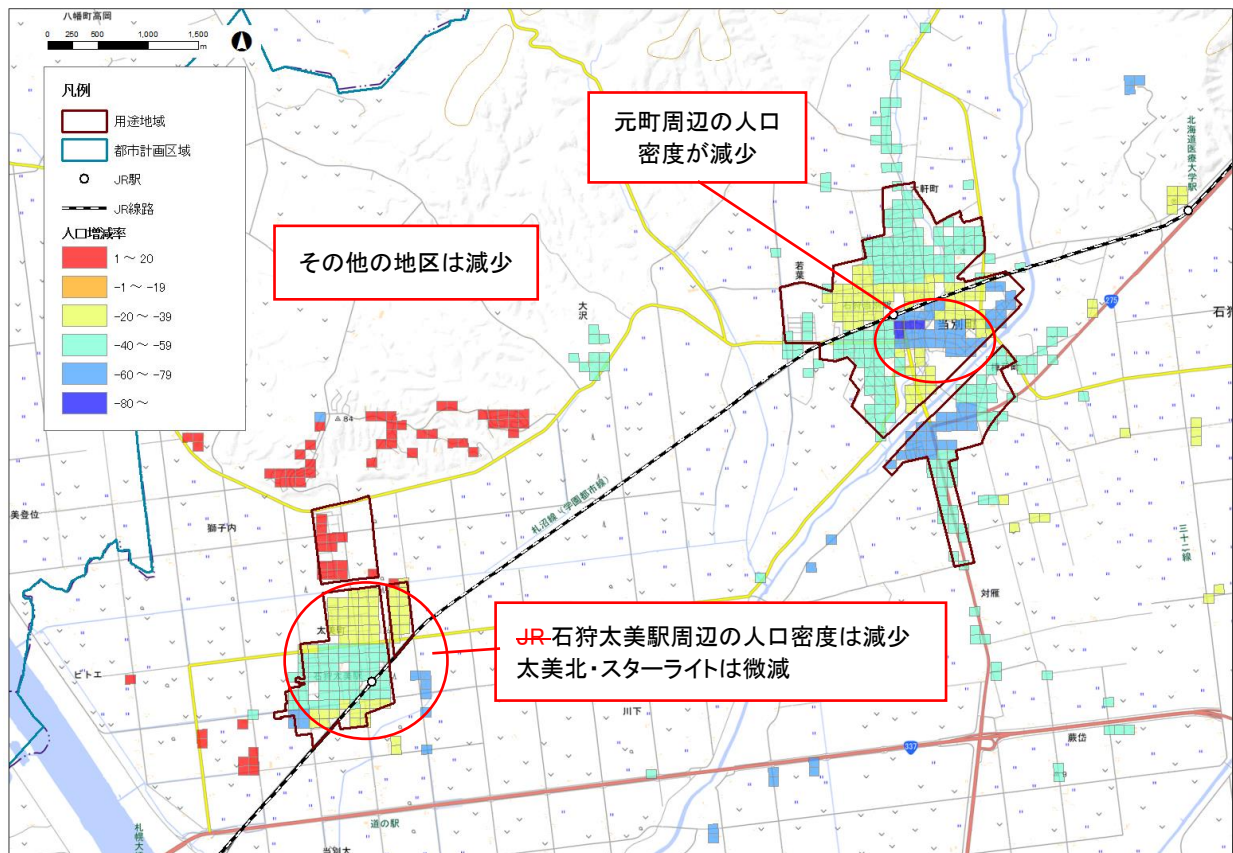 八幡町高岡
0 250 500 1,000 1,500
m
凡例
用途地域
都市計画区域
JR駅
JR線路
人口増減率
1 ～ 20
-1 ～ -19
-20 ～ -39
-40 ～ -59
-60 ～ -79
-80 ～
元町周辺の人口
密度が減少
その他の地区は減少
北海道医療大学駅
若葉
大沢
275
当別町
84
美登位
獅子内
札沼線(学園都市線)
三十二線
対雁
JR 石狩太美駅周辺の人口密度は減少
太美北・スターライトは微減
ビトエ
川下
337
蕨岱
9
道の駅
当別太